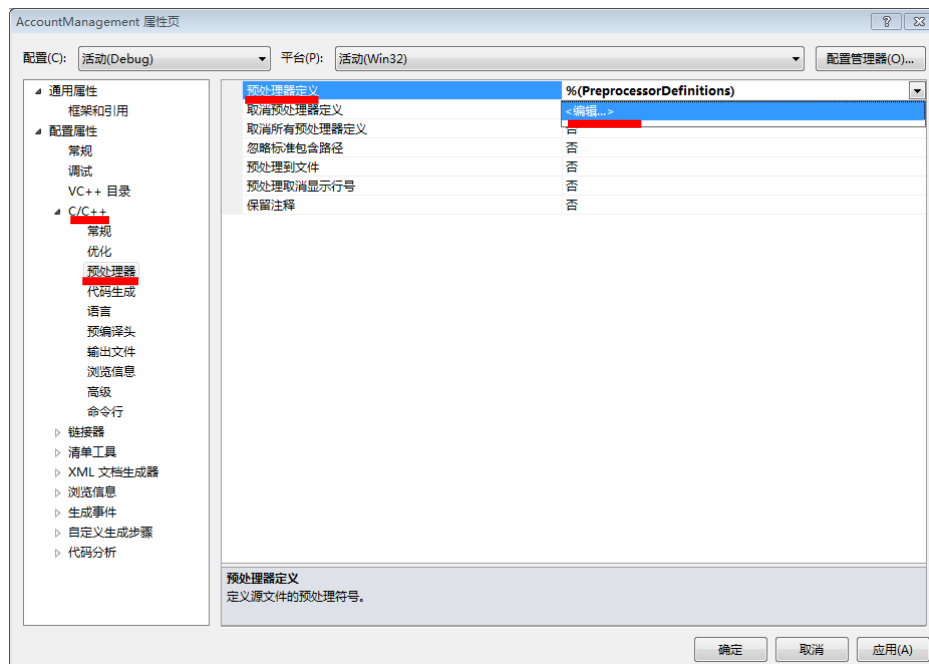 AccountManagement 属性页
配置(C): 活动(Debug) 平台(P): 活动(Win32) 配置管理器(O)...
通用属性
框架和引用
配置属性
常规
调试
VC++ 目录
C/C++
常规
优化
预处理器
代码生成
语言
预编译头
输出文件
浏览信息
高级
命令行
链接器
清单工具
XML 文档生成器
浏览信息
生成事件
自定义生成步骤
代码分析
预处理器定义 %(PreprocessorDefinitions)
取消预处理器定义 <编辑...>
取消所有预处理器定义 否
忽略标准包含路径 否
预处理到文件 否
预处理取消显示行号 否
保留注释 否
预处理器定义
定义源文件的预处理符号。
确定 取消 应用(A)